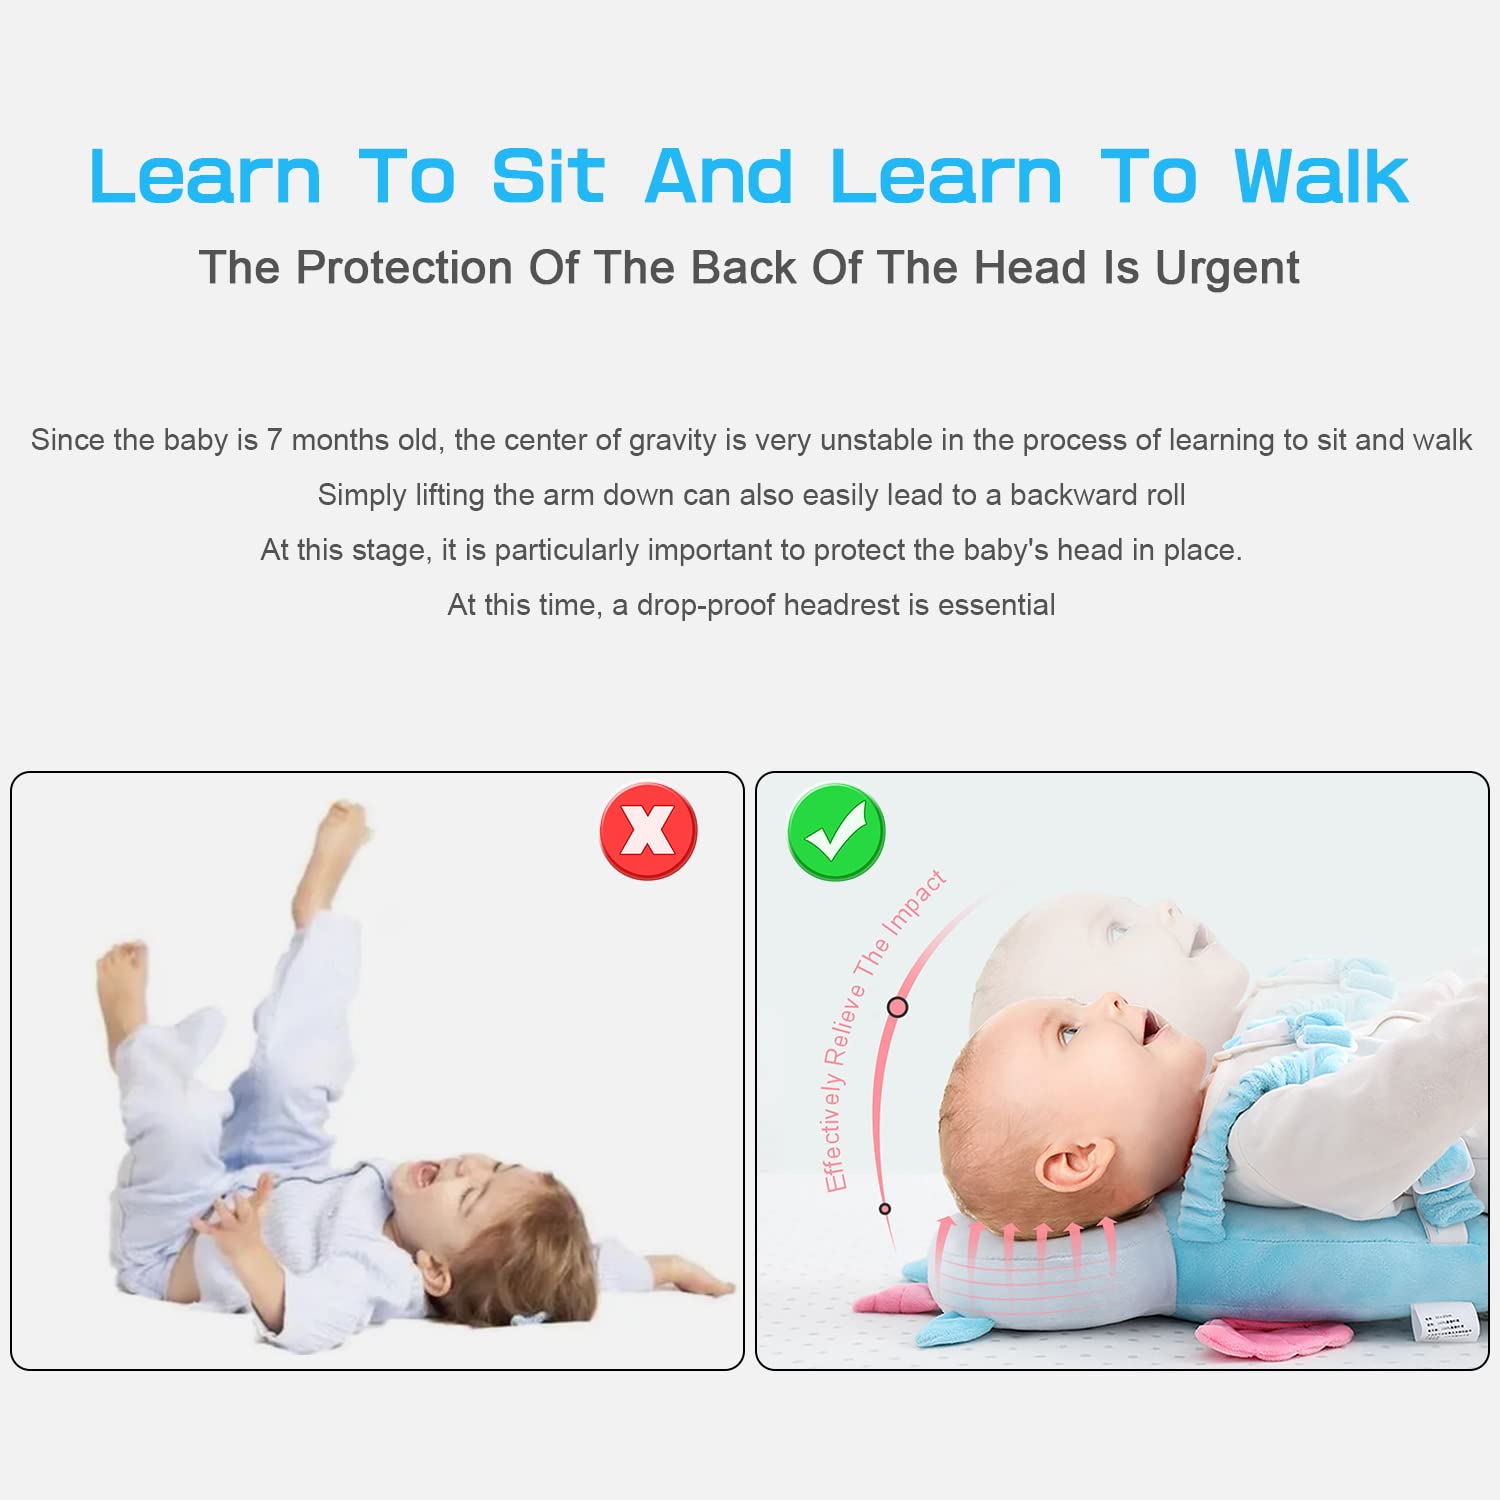 Learn To Sit And Learn To Walk
The Protection Of The Back Of The Head Is Urgent
Since the baby is 7 months old, the center of gravity is very unstable in the process of learning to sit and walk
Simply lifting the arm down can also easily lead to a backward roll
At this stage, it is particularly important to protect the baby's head in place.
At this time, a drop-proof headrest is essential
X
Effectively Relieve The Impact